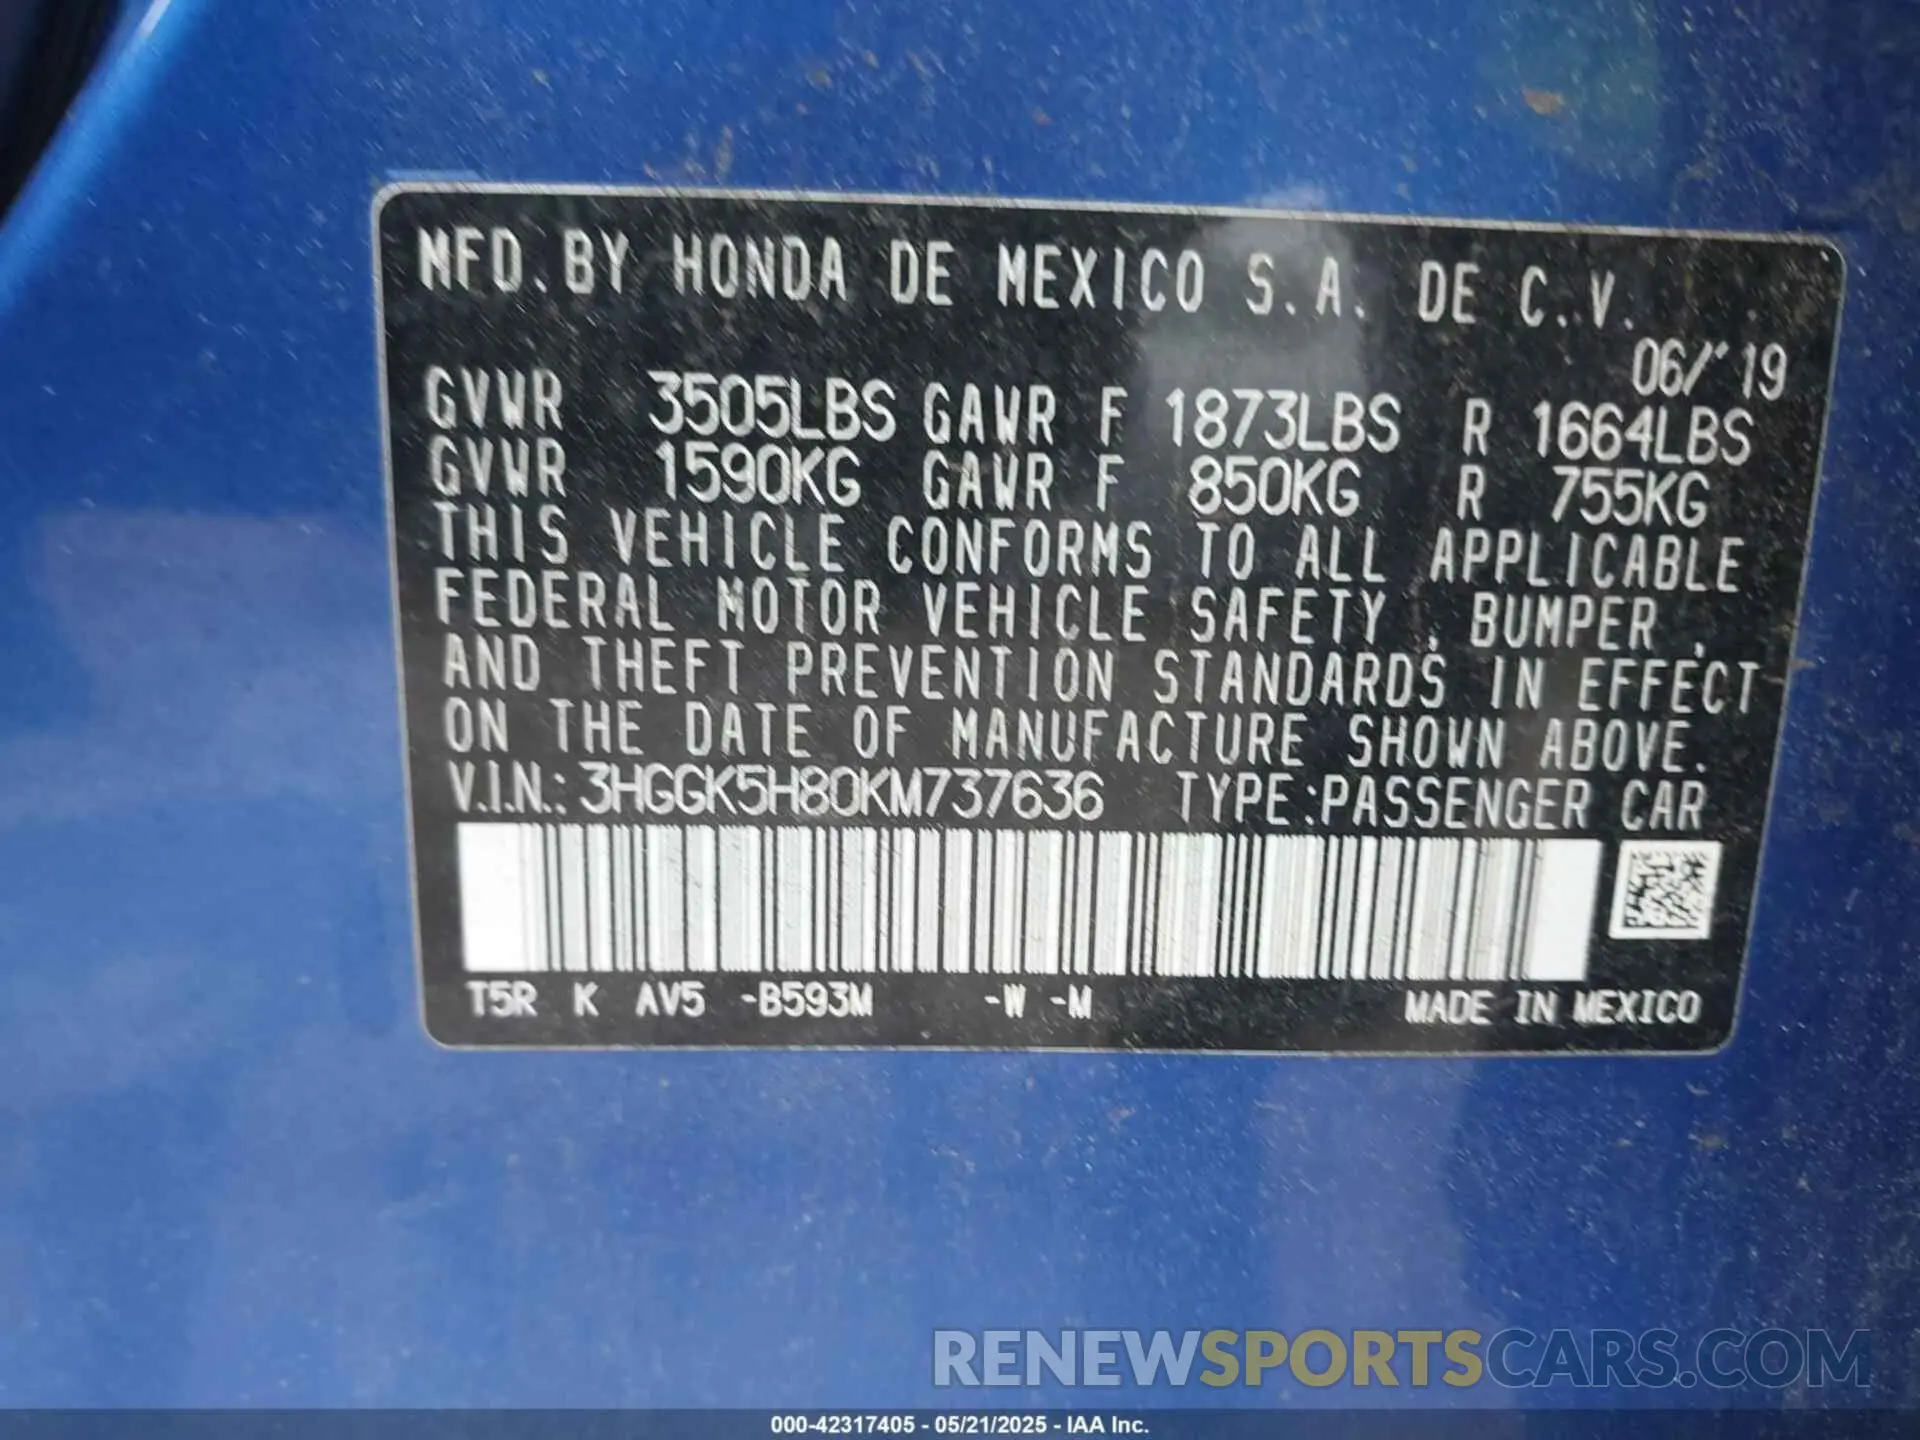 MFD. BY HONDA DE MEXICO S.A. DE C.V.
06/'19
GVWR 3505LBS GAWR F 1873LBS R 1664LBS
GVWR 1590KG GAWR F 850KG R 755KG
THIS VEHICLE CONFORMS TO ALL APPLICABLE
FEDERAL MOTOR VEHICLE SAFETY , BUMPER ,
AND THEFT PREVENTION STANDARDS IN EFFECT
ON THE DATE OF MANUFACTURE SHOWN ABOVE.
V.I.N.: 3HGGK5H80KM737636 TYPE:PASSENGER CAR
T5R K AV5 -B593M -W -M MADE IN MEXICO
RENEWSPORTSCARS.COM
000-42317405 - 05/21/2025 - IAA Inc.